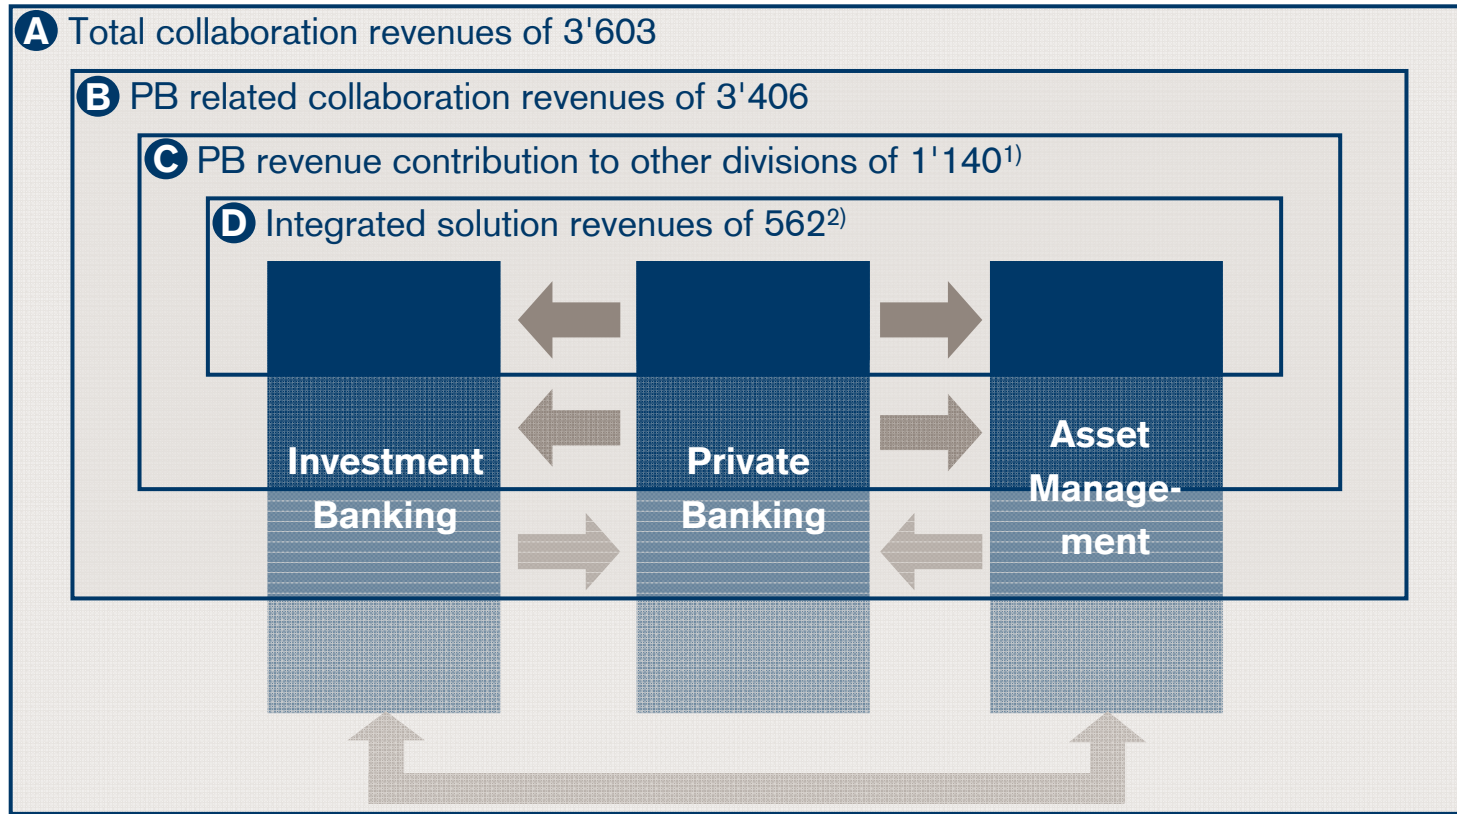 A Total collaboration revenues of 3'603
B PB related collaboration revenues of 3'406
C PB revenue contribution to other divisions of 1'140¹⁾
D Integrated solution revenues of 562²⁾
Investment
Banking
Private
Banking
Asset
Manage-
ment